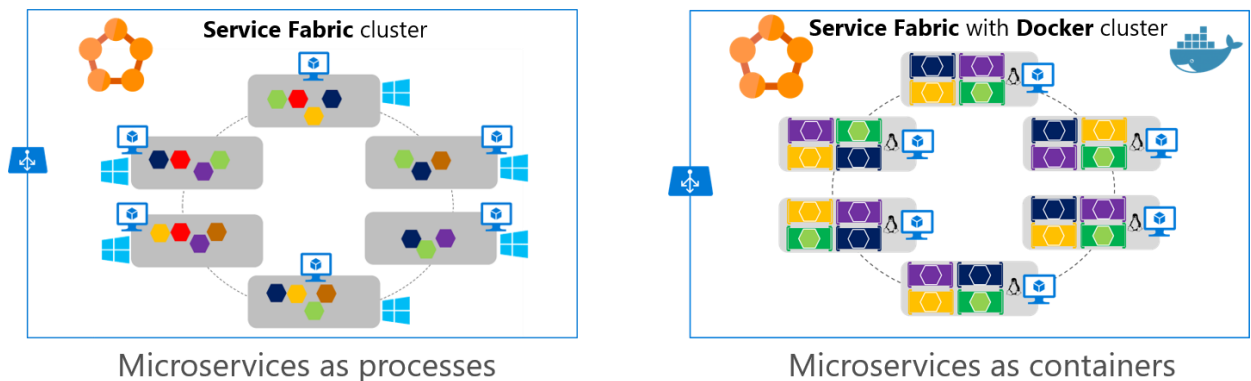 Service Fabric cluster
Service Fabric with Docker cluster
Microservices as processes
Microservices as containers